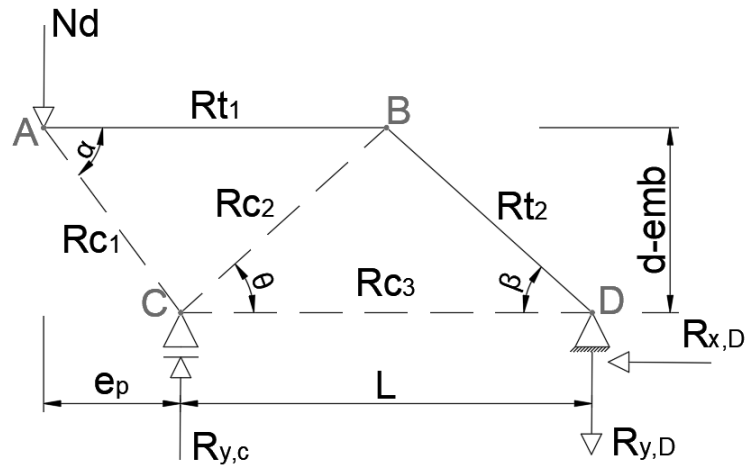 Nd
Rt1
A
B
α
Rc1
Rc2
Rt2
d-emb
C
θ
Rc3
β
D
Rx,D
ep
L
Ry,c
Ry,D